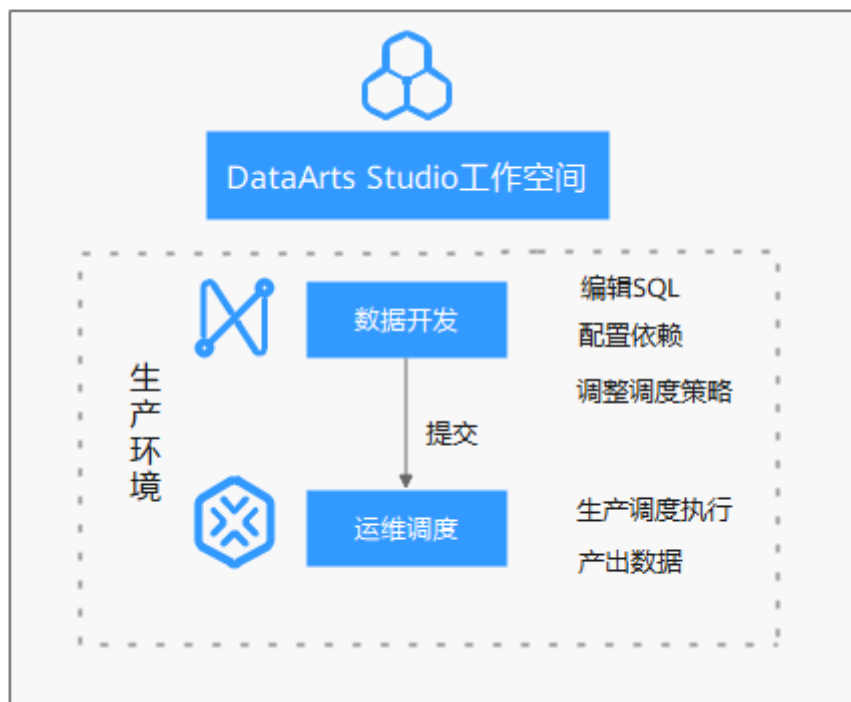 DataArts Studio工作空间
生产环境
数据开发
编辑SQL
配置依赖
调整调度策略
提交
运维调度
生产调度执行
产出数据